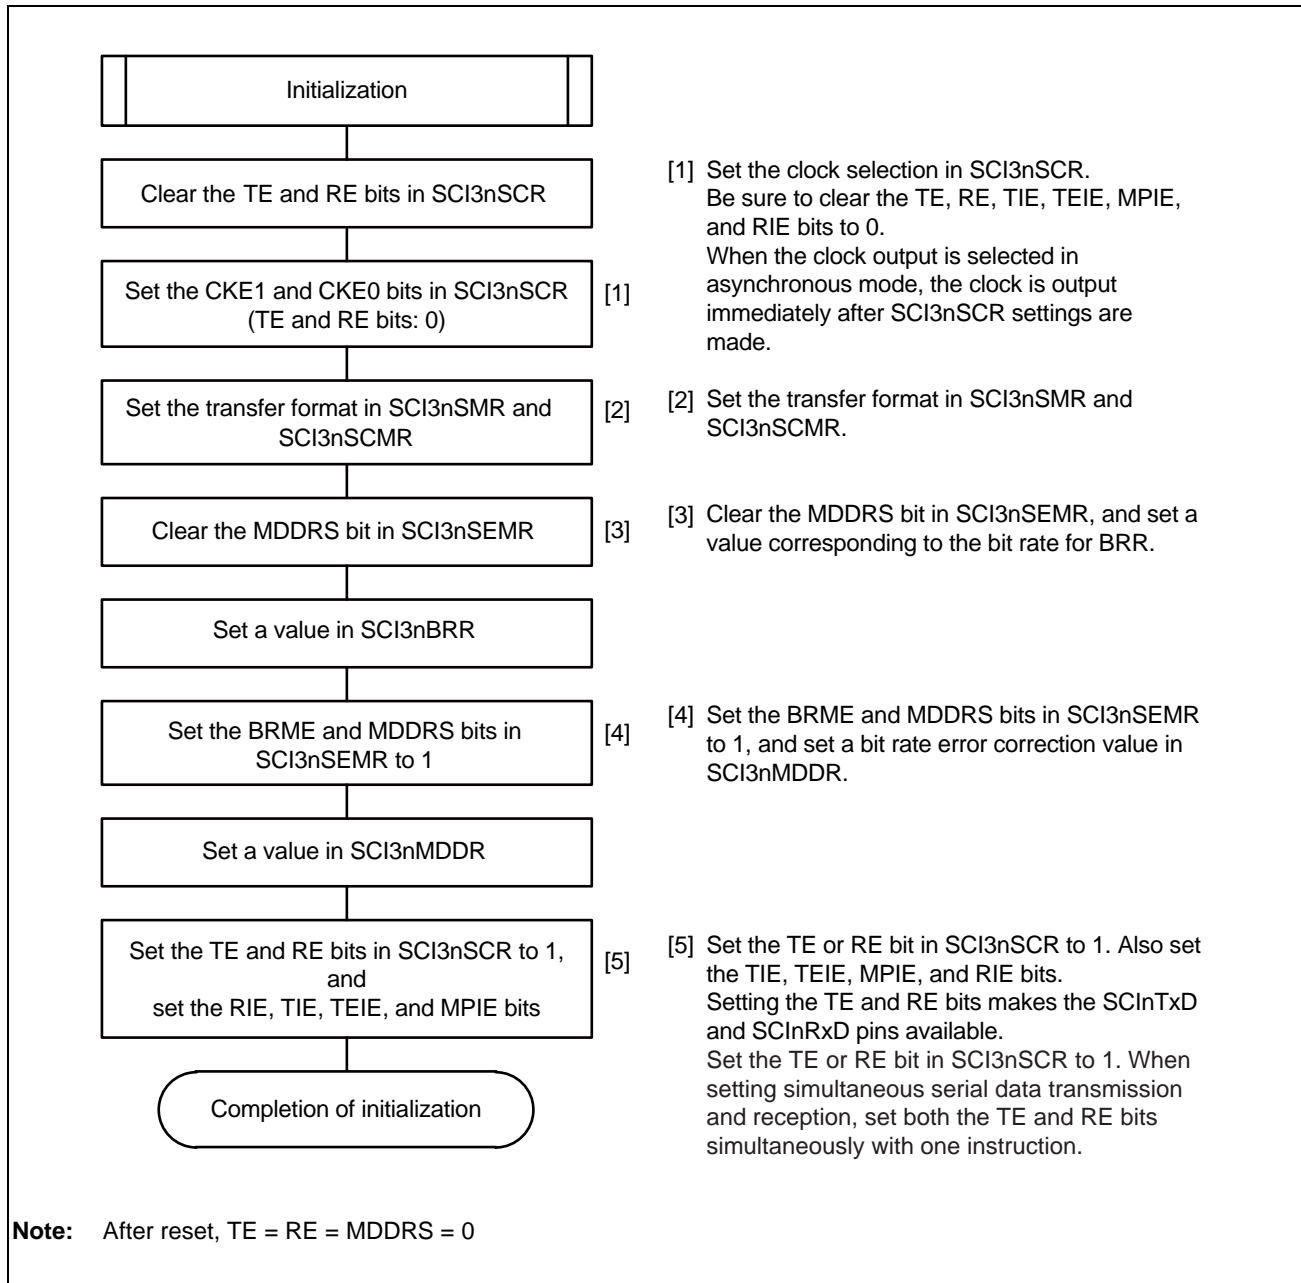 Initialization
Clear the TE and RE bits in SCI3nSCR
Set the CKE1 and CKE0 bits in SCI3nSCR
(TE and RE bits: 0)
[1]
Set the transfer format in SCI3nSMR and
SCI3nSCMR
[2]
Clear the MDDRS bit in SCI3nSEMR
[3]
Set a value in SCI3nBRR
Set the BRME and MDDRS bits in
SCI3nSEMR to 1
[4]
Set a value in SCI3nMDDR
Set the TE and RE bits in SCI3nSCR to 1,
and
set the RIE, TIE, TEIE, and MPIE bits
[5]
Completion of initialization
[1] Set the clock selection in SCI3nSCR.
Be sure to clear the TE, RE, TIE, TEIE, MPIE,
and RIE bits to 0.
When the clock output is selected in
asynchronous mode, the clock is output
immediately after SCI3nSCR settings are
made.
[2] Set the transfer format in SCI3nSMR and
SCI3nSCMR.
[3] Clear the MDDRS bit in SCI3nSEMR, and set a
value corresponding to the bit rate for BRR.
[4] Set the BRME and MDDRS bits in SCI3nSEMR
to 1, and set a bit rate error correction value in
SCI3nMDDR.
[5] Set the TE or RE bit in SCI3nSCR to 1. Also set
the TIE, TEIE, MPIE, and RIE bits.
Setting the TE and RE bits makes the SCInTxD
and SCInRxD pins available.
Set the TE or RE bit in SCI3nSCR to 1. When
setting simultaneous serial data transmission
and reception, set both the TE and RE bits
simultaneously with one instruction.
Note: After reset, TE = RE = MDDRS = 0